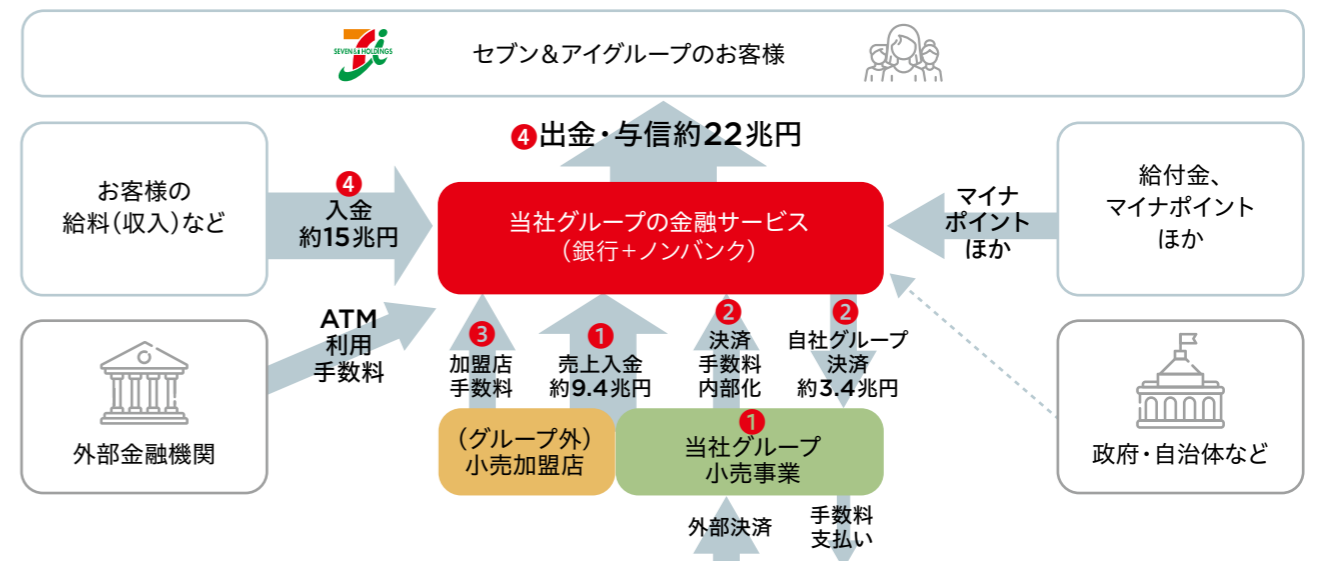 SEVEN & i HOLDINGS
セブン&アイグループのお客様
❹出金・与信約22兆円
お客様の
給料(収入)など
❹
入金
約15兆円
当社グループの金融サービス
(銀行+ノンバンク)
マイナ
ポイント
ほか
給付金、
マイナポイント
ほか
ATM
利用
手数料
外部金融機関
❸
加盟店
手数料
❶
売上入金
約9.4兆円
❷
決済
手数料
内部化
❷
自社グループ
決済
約3.4兆円
(グループ外)
小売加盟店
❶
当社グループ
小売事業
政府・自治体など
外部決済
手数料
支払い